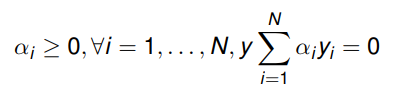 αᵢ ≥ 0, ∀i = 1, . . . , N, y ∑ᵢ₌₁ᴺ αᵢyᵢ = 0